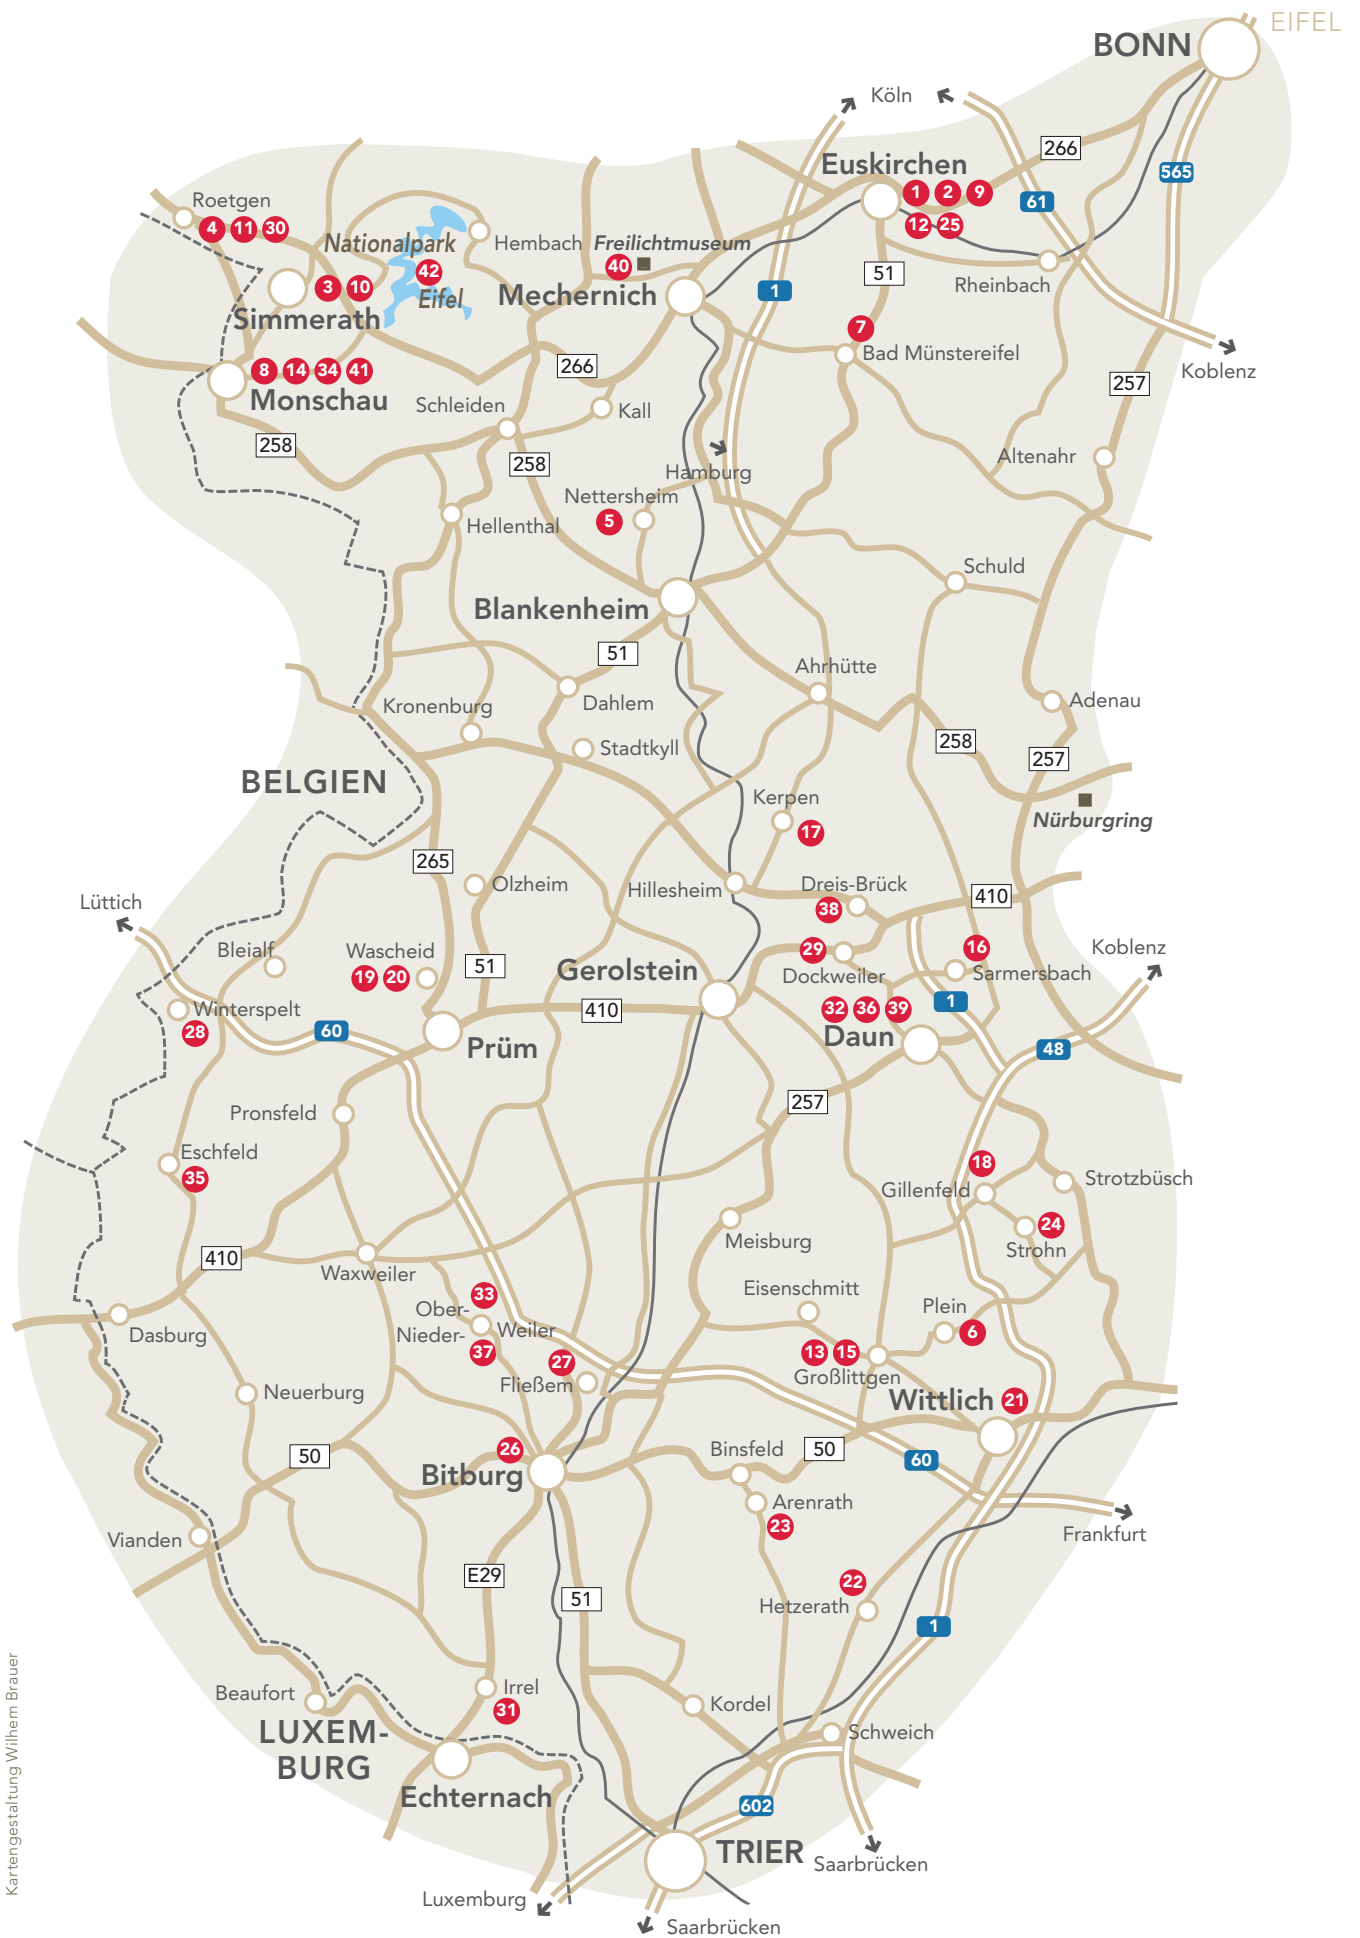 EIFEL
BONN
Köln
266
Euskirchen
565
1 2 9
61
Roetgen
12 25
4 11 30
Nationalpark
Hembach
Freilichtmuseum
42
40
51
Rheinbach
3 10
Eifel
Mechernich
1
Simmerath
7
Bad Münstereifel
266
Koblenz
8 14 34 41
257
Monschau
Schleiden
Kall
258
258
Hamburg
Altenahr
Nettersheim
5
Hellenthal
Schuld
Blankenheim
51
Ahrhütte
Kronenburg
Dahlem
Adenau
Stadtkyll
258
257
BELGIEN
Kerpen
17
Nürburgring
265
Olzheim
Hillesheim
Dreis-Brück
410
Lüttich
38
Bleialf
Wascheid
29
16
Koblenz
19 20
51
Gerolstein
Dockweiler
Sarmersbach
Winterspelt
410
32 36 39
1
28
60
Daun
Prüm
48
257
Pronsfeld
Eschfeld
18
35
Gillenfeld
Strotzbüsch
24
Meisburg
Strohn
410
Waxweiler
33
Eisenschmitt
Ober-
Plein
Dasburg
Nieder-
Weiler
6
37
27
13 15
Fließem
Großlittgen
Neuerburg
Wittlich
21
26
50
Binsfeld
50
60
Bitburg
Arenrath
23
Vianden
Frankfurt
E29
22
51
Hetzerath
1
Irrel
Beaufort
31
Kordel
LUXEM-
BURG
Schweich
Echternach
602
TRIER
Saarbrücken
Luxemburg
Saarbrücken
Kartengestaltung Wilhem Brauer